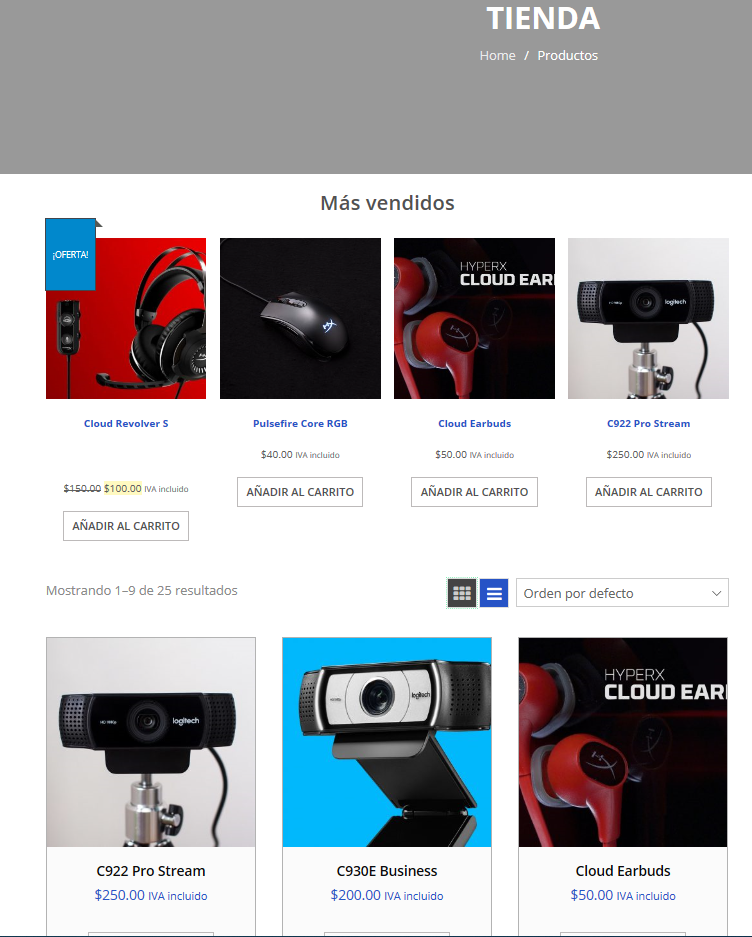 TIENDA
Home / Productos
Más vendidos
¡OFERTA!
HYPERX
CLOUD EAR
logitech
Cloud Revolver S
Pulsefire Core RGB
Cloud Earbuds
C922 Pro Stream
$40.00 IVA incluido
$50.00 IVA incluido
$250.00 IVA incluido
$150.00 $100.00 IVA incluido
AÑADIR AL CARRITO
AÑADIR AL CARRITO
AÑADIR AL CARRITO
AÑADIR AL CARRITO
Mostrando 1–9 de 25 resultados
Orden por defecto
HD 1080p
logitech
logitech
HYPERX
CLOUD EAR
C922 Pro Stream
C930E Business
Cloud Earbuds
$250.00 IVA incluido
$200.00 IVA incluido
$50.00 IVA incluido